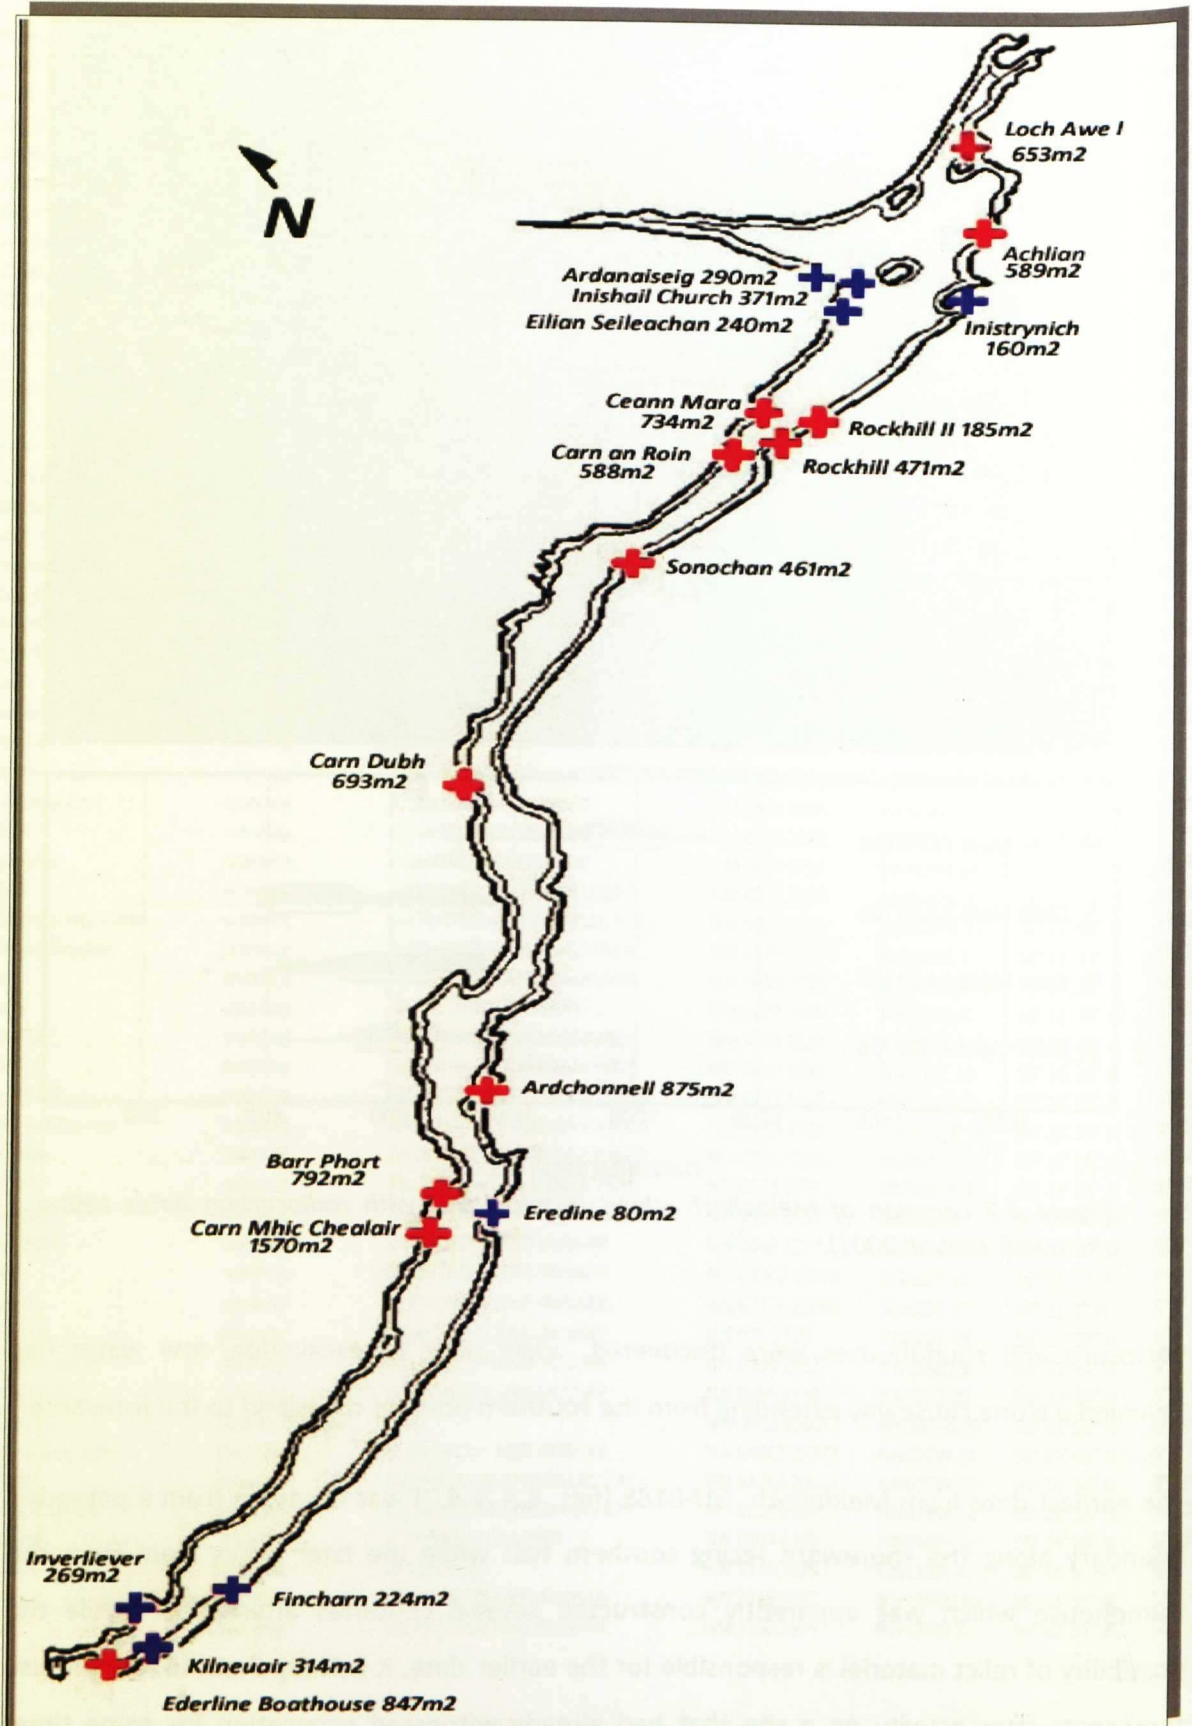 Loch Awe I
653m2
N
Achlian
589m2
Ardanaiseig 290m2
Inishail Church 371m2
Eilian Seileachan 240m2
Inistrynich
160m2
Ceann Mara
734m2
Rockhill II 185m2
Carn an Roin
588m2
Rockhill 471m2
Sonochan 461m2
Carn Dubh
693m2
Ardchonnell 875m2
Barr Phort
792m2
Eredine 80m2
Carn Mhic Chealair
1570m2
Inverliever
269m2
Fincharn 224m2
Kilneuair 314m2
Ederline Boathouse 847m2